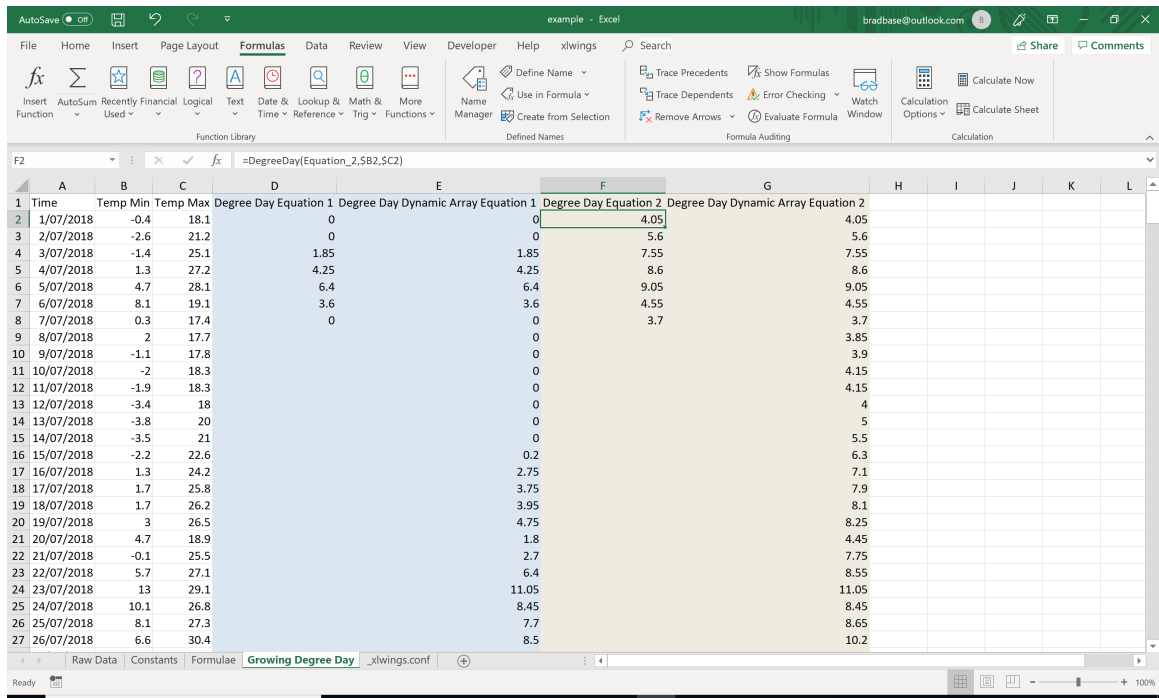 AutoSave Off example - Excel bradbase@outlook.com B
File Home Insert Page Layout Formulas Data Review View Developer Help xlwings Search Share Comments
fx Insert Function
AutoSum
Recently Used
Financial
Logical
Text
Date & Time
Lookup & Reference
Math & Trig
More Functions
Function Library
Name Manager
Define Name
Use in Formula
Create from Selection
Defined Names
Trace Precedents
Trace Dependents
Remove Arrows
Show Formulas
Error Checking
Evaluate Formula
Watch Window
Formula Auditing
Calculation Options
Calculate Now
Calculate Sheet
Calculation
F2 fx =DegreeDay(Equation_2,$B2,$C2)
A B C D E F G H I J K L
1 Time Temp Min Temp Max Degree Day Equation 1 Degree Day Dynamic Array Equation 1 Degree Day Equation 2 Degree Day Dynamic Array Equation 2
2 1/07/2018 -0.4 18.1 0 0 4.05 4.05
3 2/07/2018 -2.6 21.2 0 0 5.6 5.6
4 3/07/2018 -1.4 25.1 1.85 1.85 7.55 7.55
5 4/07/2018 1.3 27.2 4.25 4.25 8.6 8.6
6 5/07/2018 4.7 28.1 6.4 6.4 9.05 9.05
7 6/07/2018 8.1 19.1 3.6 3.6 4.55 4.55
8 7/07/2018 0.3 17.4 0 0 3.7 3.7
9 8/07/2018 2 17.7 0 3.85
10 9/07/2018 -1.1 17.8 0 3.9
11 10/07/2018 -2 18.3 0 4.15
12 11/07/2018 -1.9 18.3 0 4.15
13 12/07/2018 -3.4 18 0 4
14 13/07/2018 -3.8 20 0 5
15 14/07/2018 -3.5 21 0 5.5
16 15/07/2018 -2.2 22.6 0.2 6.3
17 16/07/2018 1.3 24.2 2.75 7.1
18 17/07/2018 1.7 25.8 3.75 7.9
19 18/07/2018 1.7 26.2 3.95 8.1
20 19/07/2018 3 26.5 4.75 8.25
21 20/07/2018 4.7 18.9 1.8 4.45
22 21/07/2018 -0.1 25.5 2.7 7.75
23 22/07/2018 5.7 27.1 6.4 8.55
24 23/07/2018 13 29.1 11.05 11.05
25 24/07/2018 10.1 26.8 8.45 8.45
26 25/07/2018 8.1 27.3 7.7 8.65
27 26/07/2018 6.6 30.4 8.5 10.2
Raw Data Constants Formulae Growing Degree Day _xlwings.conf
Ready 100%